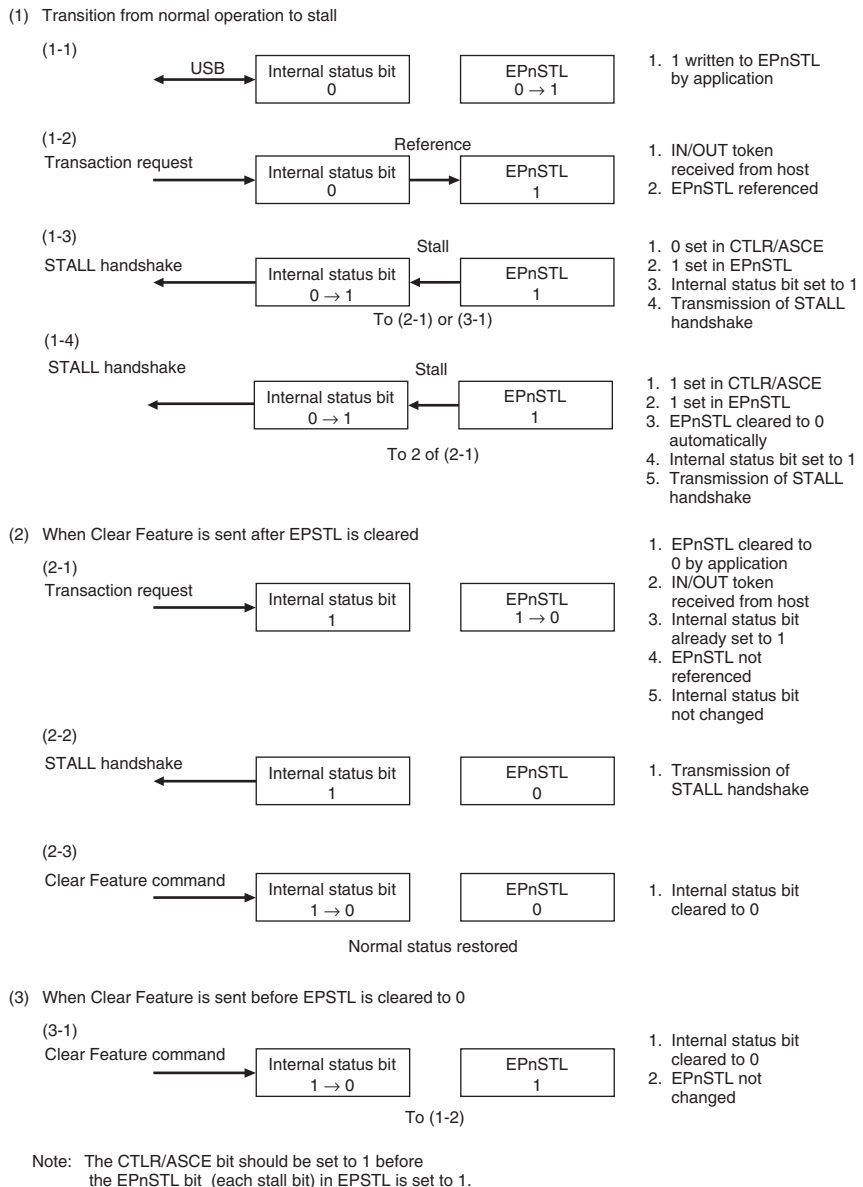 (1) Transition from normal operation to stall
(1-1)
USB
Internal status bit
0
EPnSTL
0 → 1
1. 1 written to EPnSTL
by application
(1-2)
Transaction request
Reference
Internal status bit
0
EPnSTL
1
1. IN/OUT token
received from host
2. EPnSTL referenced
(1-3)
STALL handshake
Stall
Internal status bit
0 → 1
EPnSTL
1
To (2-1) or (3-1)
1. 0 set in CTLR/ASCE
2. 1 set in EPnSTL
3. Internal status bit set to 1
4. Transmission of STALL
handshake
(1-4)
STALL handshake
Stall
Internal status bit
0 → 1
EPnSTL
1
To 2 of (2-1)
1. 1 set in CTLR/ASCE
2. 1 set in EPnSTL
3. EPnSTL cleared to 0
automatically
4. Internal status bit set to 1
5. Transmission of STALL
handshake
(2) When Clear Feature is sent after EPSTL is cleared
(2-1)
Transaction request
Internal status bit
1
EPnSTL
1 → 0
1. EPnSTL cleared to
0 by application
2. IN/OUT token
received from host
3. Internal status bit
already set to 1
4. EPnSTL not
referenced
5. Internal status bit
not changed
(2-2)
STALL handshake
Internal status bit
1
EPnSTL
0
1. Transmission of
STALL handshake
(2-3)
Clear Feature command
Internal status bit
1 → 0
EPnSTL
0
Normal status restored
1. Internal status bit
cleared to 0
(3) When Clear Feature is sent before EPSTL is cleared to 0
(3-1)
Clear Feature command
Internal status bit
1 → 0
EPnSTL
1
To (1-2)
1. Internal status bit
cleared to 0
2. EPnSTL not
changed
Note: The CTLR/ASCE bit should be set to 1 before
the EPnSTL bit (each stall bit) in EPSTL is set to 1.